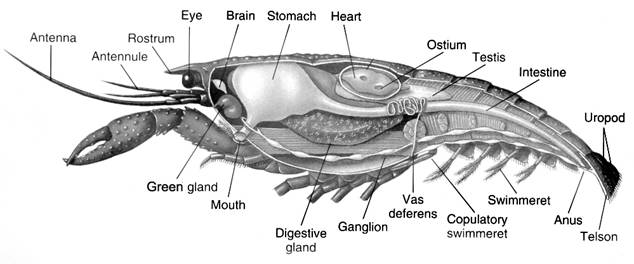 Eye
Brain
Stomach
Heart
Antenna
Rostrum
Ostium
Antennule
Testis
Intestine
Uropod
Green gland
Mouth
Digestive
gland
Ganglion
Vas
deferens
Copulatory
swimmeret
Swimmeret
Anus
Telson